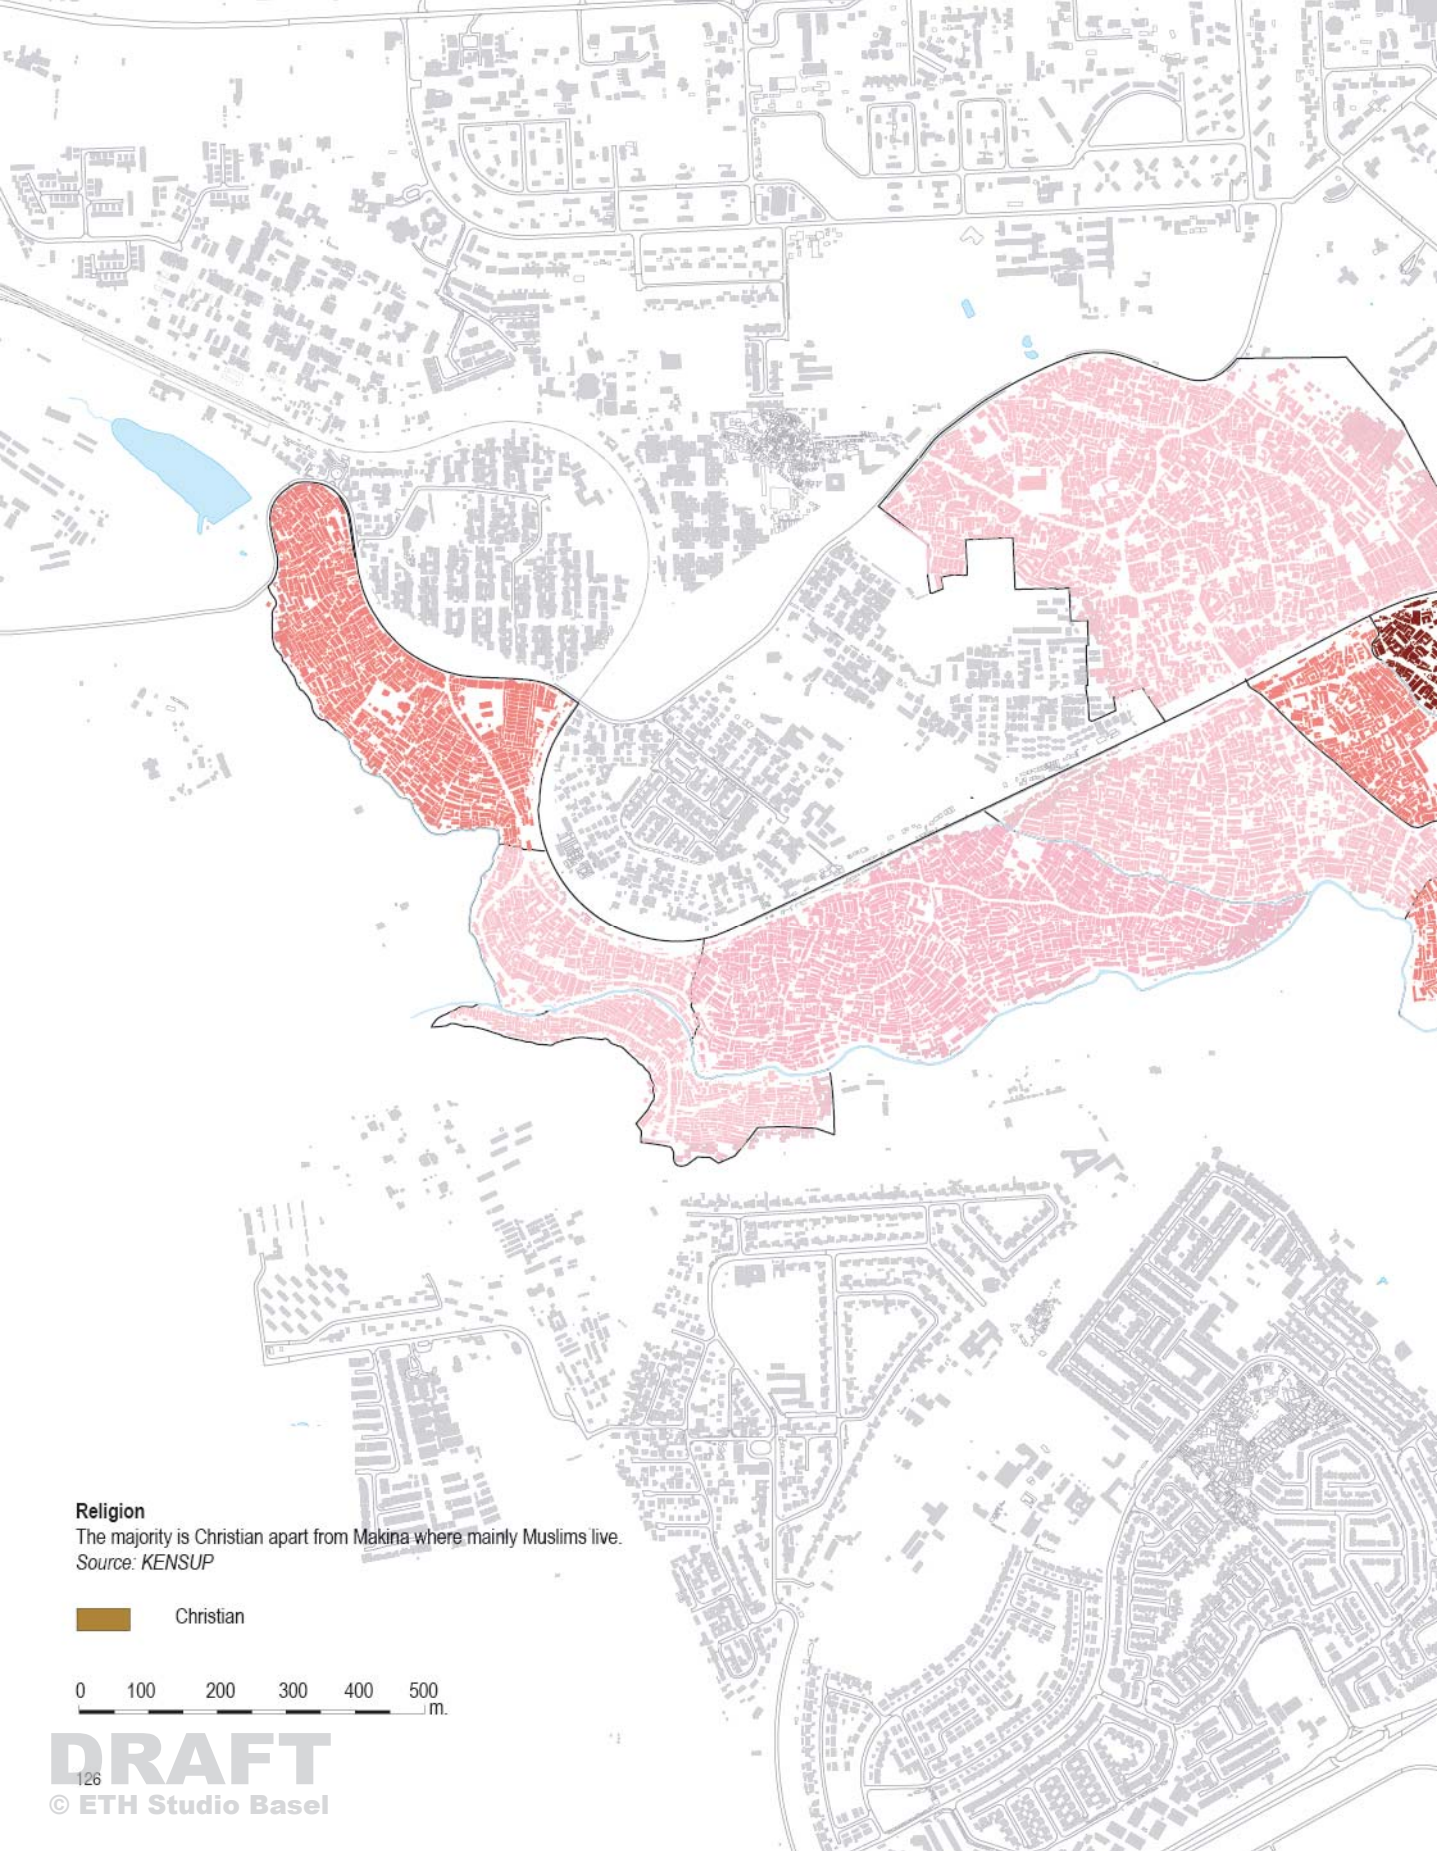 Religion
The majority is Christian apart from Makina where mainly Muslims live.
Source: KENSUP
Christian
0 100 200 300 400 500 m.
DRAFT
126
© ETH Studio Basel